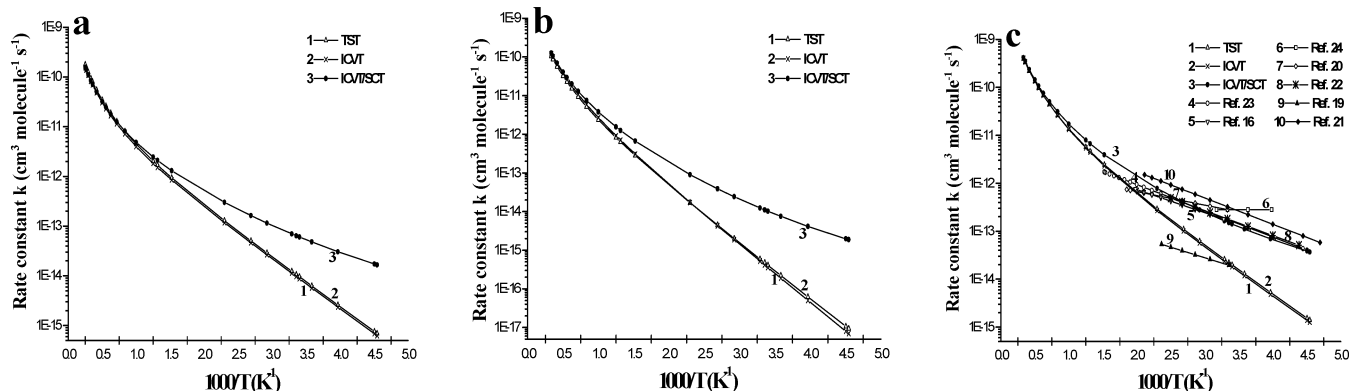 a
Rate constant k (cm³ molecule⁻¹ s⁻¹)
1E-9
1E-10
1E-11
1E-12
1E-13
1E-14
1E-15
1 TST
2 ICVT
3 ICVT/SCT
3
1
2
0.0 0.5 1.0 1.5 2.0 2.5 3.0 3.5 4.0 4.5 5.0
1000/T(K⁻¹)
b
Rate constant k (cm³ molecule⁻¹ s⁻¹)
1E-9
1E-10
1E-11
1E-12
1E-13
1E-14
1E-15
1E-16
1E-17
1 TST
2 ICVT
3 ICVT/SCT
3
2
1
0.0 0.5 1.0 1.5 2.0 2.5 3.0 3.5 4.0 4.5 5.0
1000/T(K⁻¹)
c
Rate constant k (cm³ molecule⁻¹ s⁻¹)
1E-9
1E-10
1E-11
1E-12
1E-13
1E-14
1E-15
1 TST
2 ICVT
3 ICVT/SCT
4 Ref. 23
5 Ref. 16
6 Ref. 24
7 Ref. 20
8 Ref. 22
9 Ref. 19
10 Ref. 21
3
4
10
7
6
5
9
8
1
2
0.0 0.5 1.0 1.5 2.0 2.5 3.0 3.5 4.0 4.5 5.0
1000/T(K⁻¹)